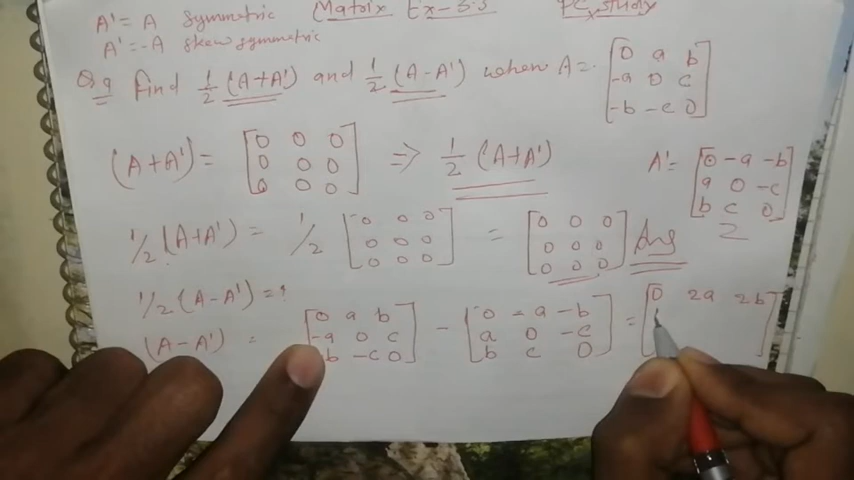 A' = A symmetric Matrix Ex-3.3 PCx study
A' = -A skew symmetric
Q 9 Find 1/2 (A+A') and 1/2 (A-A') when A = [0 a b
-a 0 c
-b -c 0]
(A+A') = [0 0 0
0 0 0
0 0 0] => 1/2 (A+A')
A' = [0 -a -b
a 0 -c
b c 0]
1/2 (A+A') = 1/2 [0 0 0
0 0 0
0 0 0] = [0 0 0
0 0 0
0 0 0] Ans
1/2 (A-A') = ?
(A-A') = [0 a b
-a 0 c
b -c 0] - [0 -a -b
a 0 -c
b c 0] = [0 2a 2b